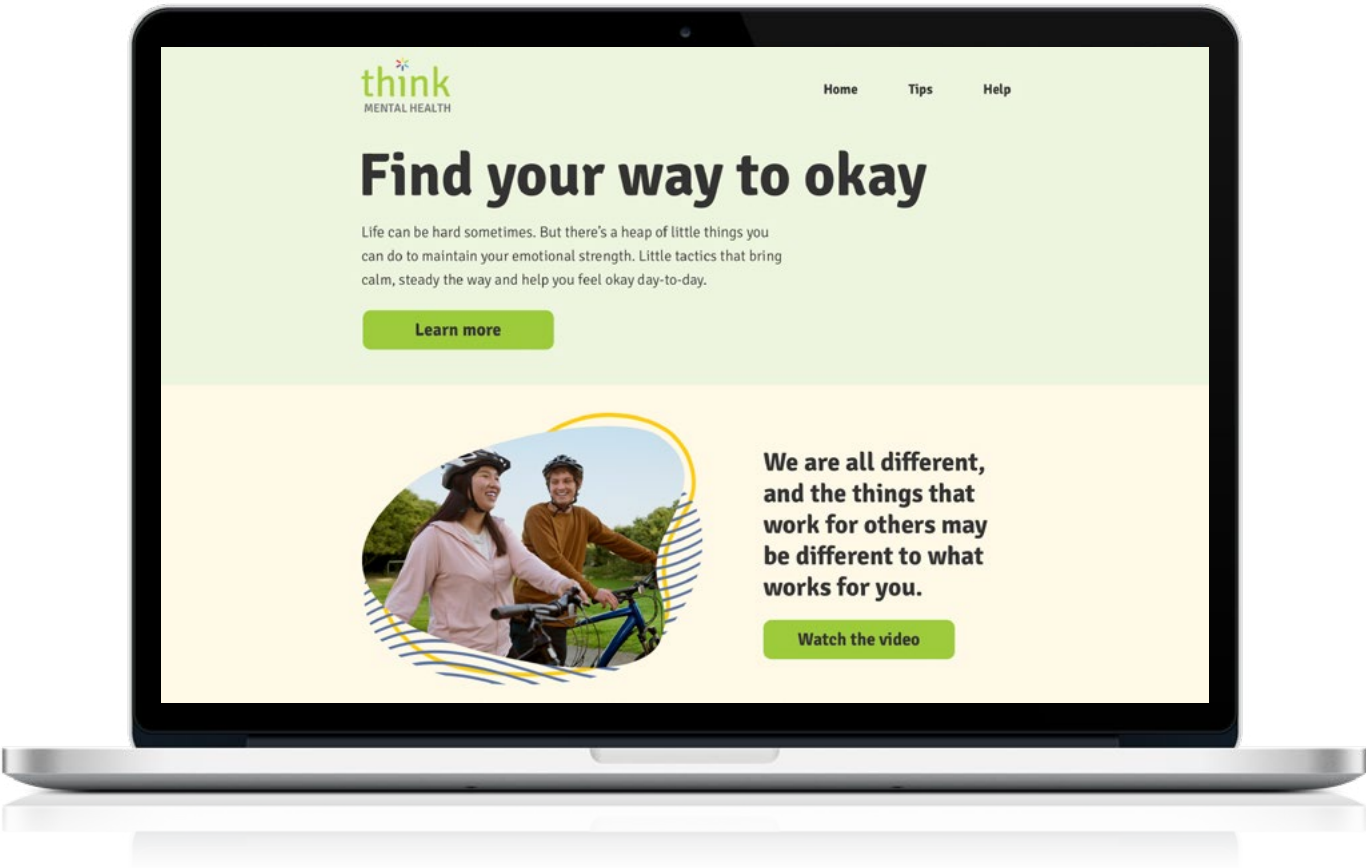 think
MENTAL HEALTH
Home Tips Help
Find your way to okay
Life can be hard sometimes. But there's a heap of little things you
can do to maintain your emotional strength. Little tactics that bring
calm, steady the way and help you feel okay day-to-day.
Learn more
We are all different,
and the things that
work for others may
be different to what
works for you.
Watch the video